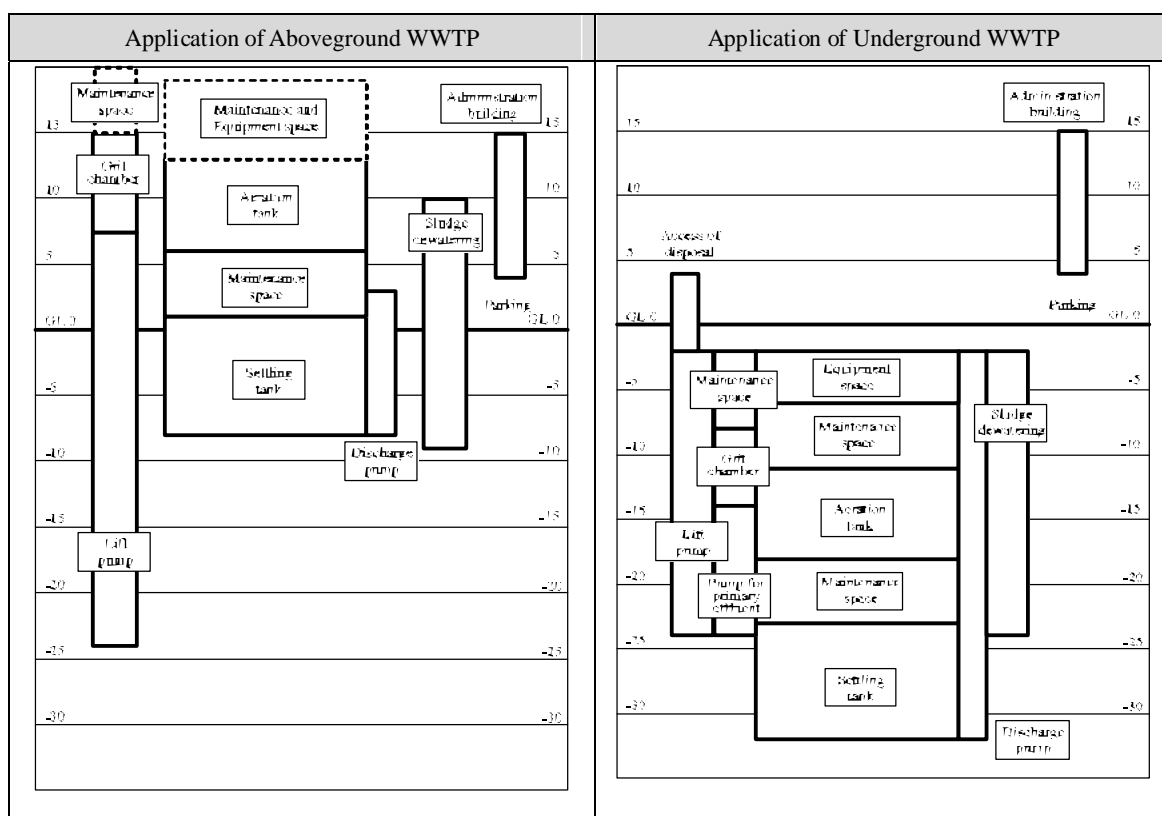 Application of Aboveground WWTP
Maintenance
space
Maintenance and
Equipment space
Administration
building
15
15
Grit
chamber
10
10
Aeration
tank
Sludge
dewatering
5
5
Maintenance
space
Parking
GL 0
GL 0
Settling
tank
-5
-5
-10
-10
Discharge
pump
-15
-15
Lift
pump
-20
-20
-25
-25
-30
-30
Application of Underground WWTP
Administration
building
15
15
10
10
Access of
disposal
5
5
Parking
GL 0
GL 0
Equipment
space
-5
-5
Maintenance
space
Maintenance
space
Sludge
dewatering
-10
-10
Grit
chamber
-15
-15
Aeration
tank
Lift
pump
-20
-20
Pump for
primary
effluent
Maintenance
space
-25
-25
Settling
tank
-30
-30
Discharge
pump